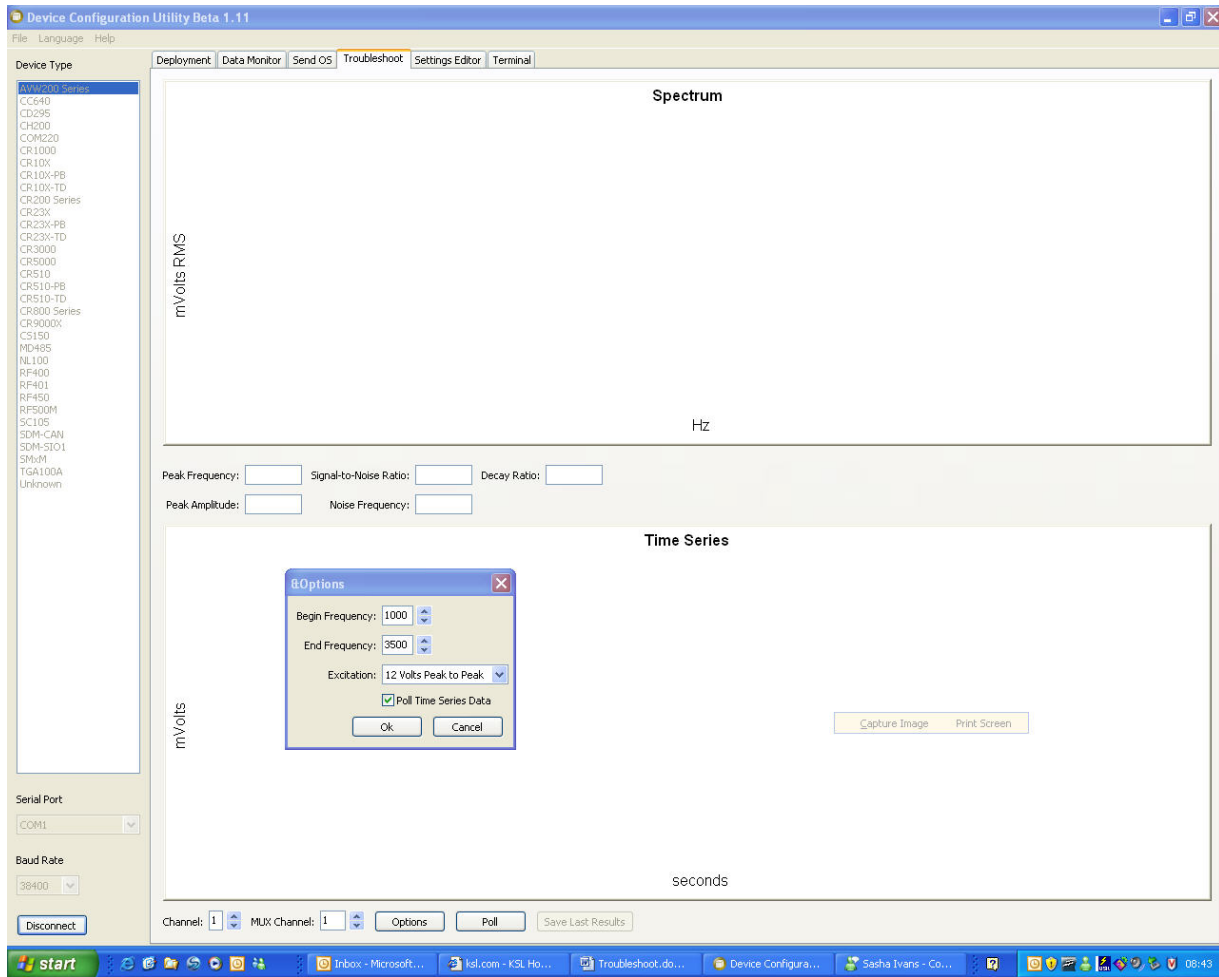 Device Configuration Utility Beta 1.11
File Language Help
Device Type
AVW200 Series
CC640
CD295
CH200
COM220
CR1000
CR10X
CR10X-PB
CR10X-TD
CR200 Series
CR23X
CR23X-PB
CR23X-TD
CR3000
CR5000
CR510
CR510-PB
CR510-TD
CR800 Series
CR9000X
CS150
MD485
NL100
RF400
RF401
RF450
RF500M
SC105
SDM-CAN
SDM-SIO1
SMxM
TGA100A
Unknown
Serial Port
COM1
Baud Rate
38400
Disconnect
Deployment Data Monitor Send OS Troubleshoot Settings Editor Terminal
Spectrum
mVolts RMS
Hz
Peak Frequency: Signal-to-Noise Ratio: Decay Ratio:
Peak Amplitude: Noise Frequency:
Time Series
&Options
Begin Frequency: 1000
End Frequency: 3500
Excitation: 12 Volts Peak to Peak
Poll Time Series Data
Ok Cancel
Capture Image Print Screen
mVolts
seconds
Channel: 1 MUX Channel: 1 Options Poll Save Last Results
start Inbox - Microsoft... ksl.com - KSL Ho... Troubleshoot.do... Device Configura... Sasha Ivans - Co... 08:43